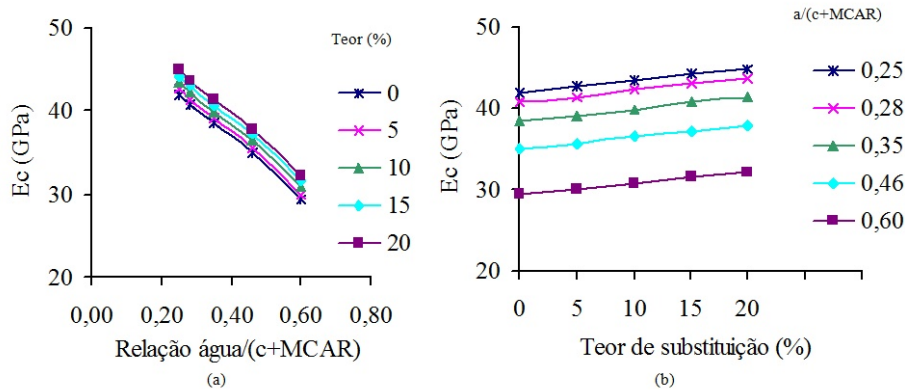 Teor (%)
50
40
30
20
Ec (GPa)
0
5
10
15
20
0,00 0,20 0,40 0,60 0,80
Relação água/(c+MCAR)
(a)
a/(c+MCAR)
50
40
30
20
Ec (GPa)
0,25
0,28
0,35
0,46
0,60
0 5 10 15 20
Teor de substituição (%)
(b)